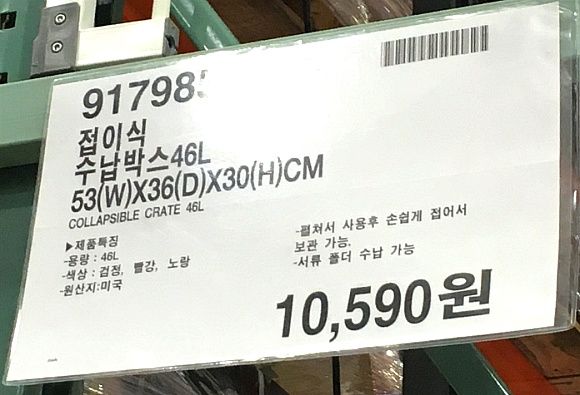 접이식
수납박스46L
53(W)X36(D)X30(H)CM
COLLAPSIBLE CRATE 46L
▶제품특징
-용량 : 46L
-색상 : 검정, 빨강, 노랑
-원산지:미국
-펼쳐서 사용후 손쉽게 접어서
보관 가능.
-서류 폴더 수납 가능
10,590원